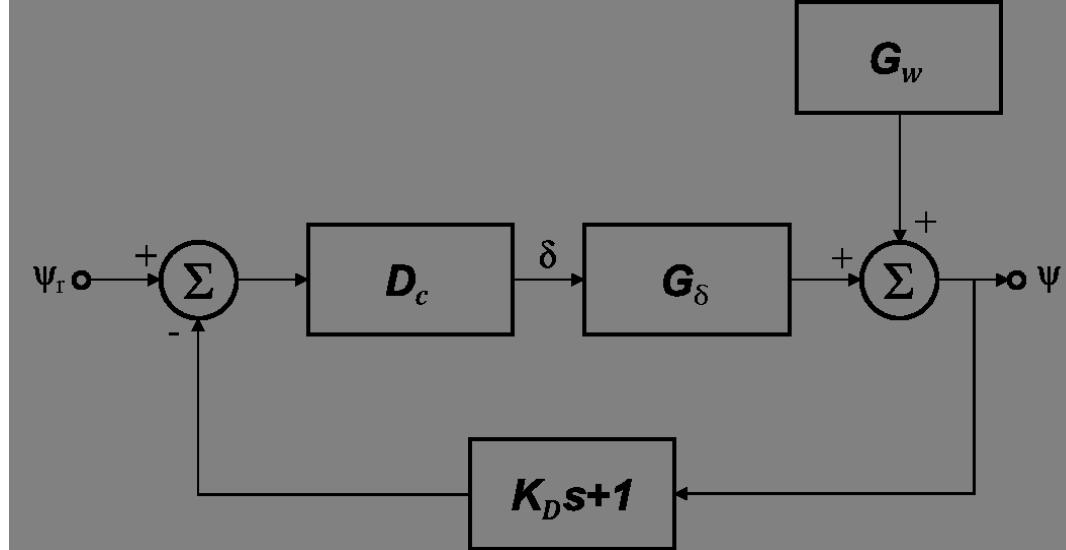 G_w
+
+ δ +
ψ_r Σ D_c G_δ Σ ψ
-
K_D s+1